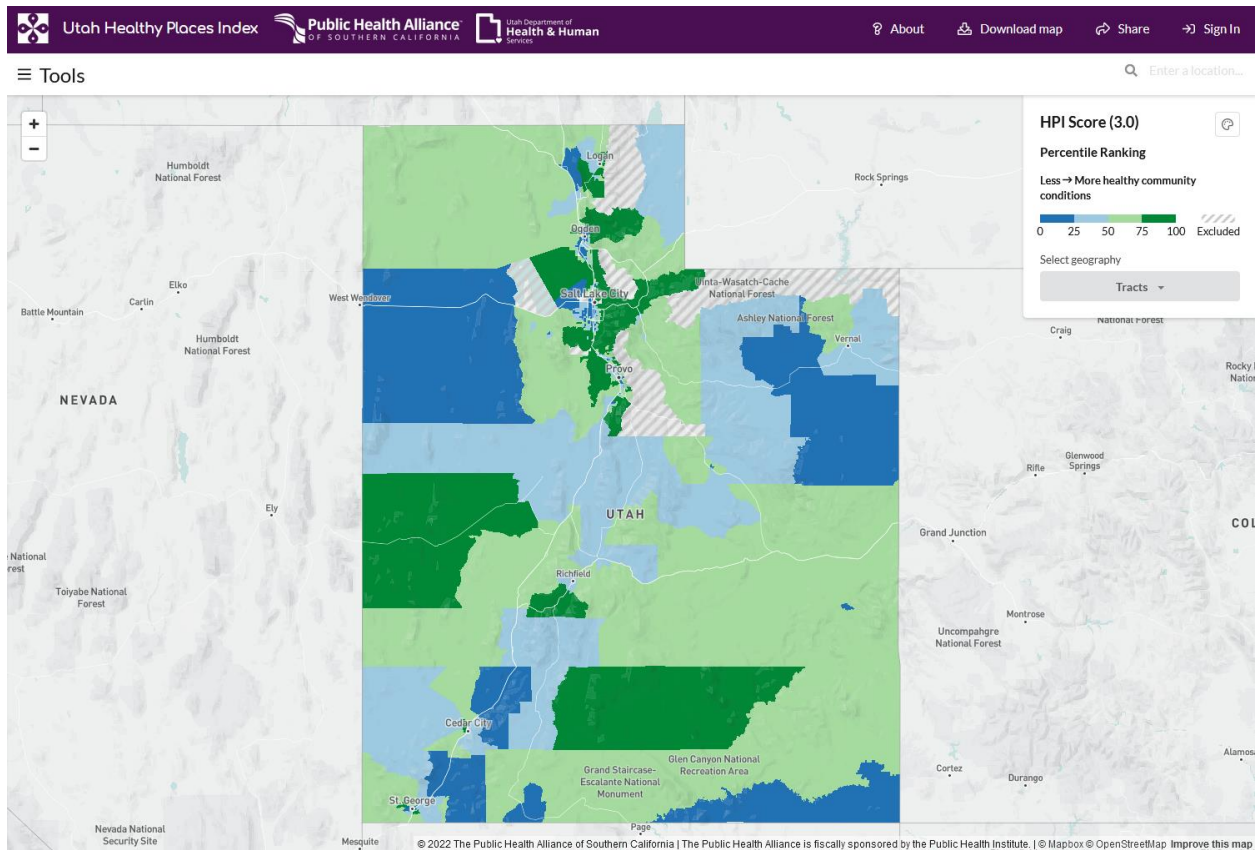 Utah Healthy Places Index
Public Health Alliance
OF SOUTHERN CALIFORNIA
Utah Department of
Health & Human
Services
About
Download map
Share
Sign In
Tools
Enter a location...
+
−
HPI Score (3.0)
Percentile Ranking
Less → More healthy community
conditions
0 25 50 75 100 Excluded
Select geography
Tracts
Humboldt
National Forest
Logan
Rock Springs
Ogden
Elko
Carlin
Battle Mountain
West Wendover
Salt Lake City
Uinta-Wasatch-Cache
National Forest
Ashley National Forest
National Forest
Craig
Humboldt
National Forest
Vernal
Provo
Rocky
NEVADA
Glenwood
Springs
Rifle
Ely
UTAH
Grand Junction
COL
National
Richfield
Toiyabe National
Forest
Montrose
Uncompahgre
National Forest
Cedar City
Glen Canyon National
Recreation Area
Grand Staircase-
Escalante National
Monument
Alamosa
Cortez
Durango
St. George
Nevada National
Security Site
Mesquite
Page
© 2022 The Public Health Alliance of Southern California | The Public Health Alliance is fiscally sponsored by the Public Health Institute. | © Mapbox © OpenStreetMap Improve this map